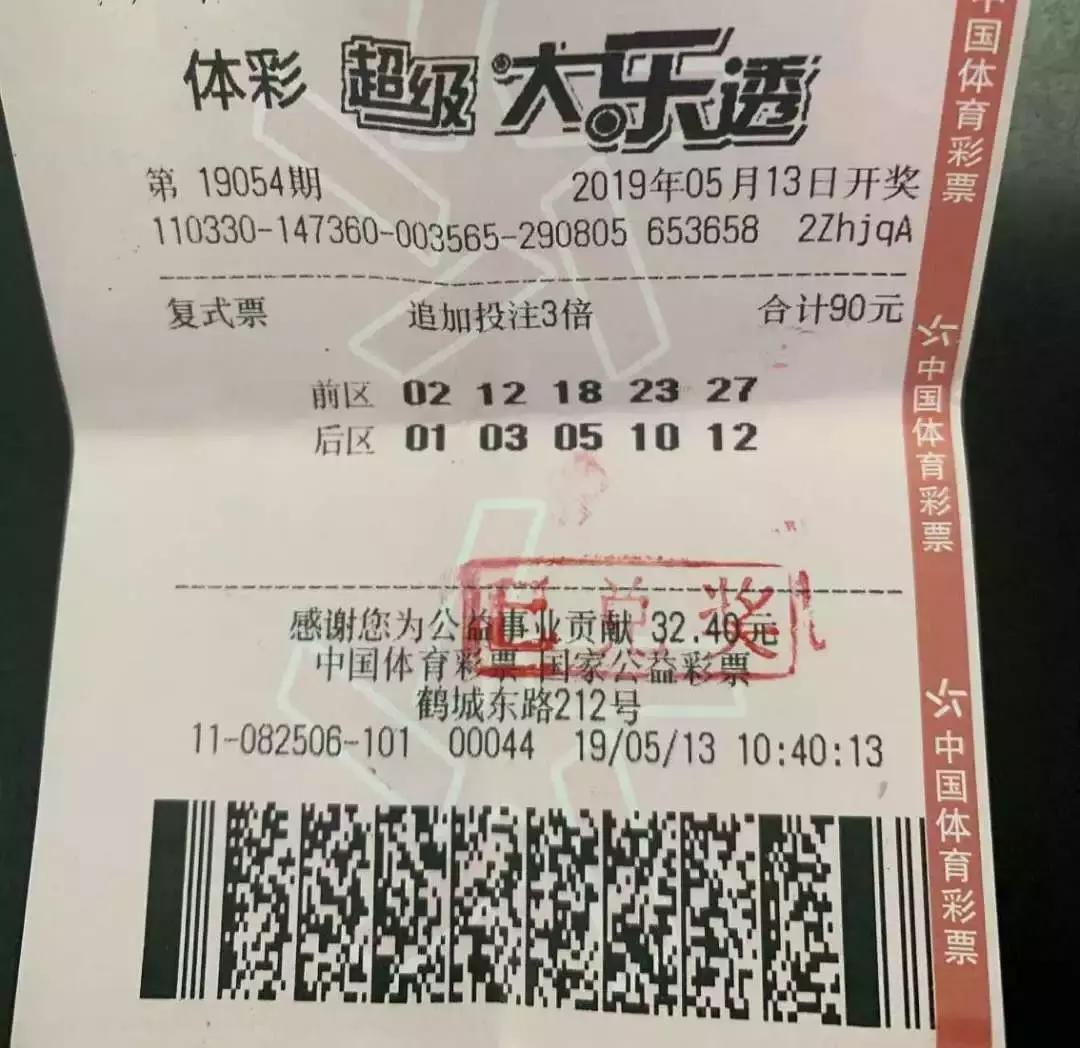 体彩 超级大乐透
第 19054期 2019年05月13日开奖
110330-147360-003565-290805 653658 2ZhjqA
复式票 追加投注3倍 合计90元
前区 02 12 18 23 27
后区 01 03 05 10 12
已兑奖
感谢您为公益事业贡献 32.40元
中国体育彩票 国家公益彩票
鹤城东路212号
11-082506-101 00044 19/05/13 10:40:13
中国体育彩票
中国体育彩票
中国体育彩票